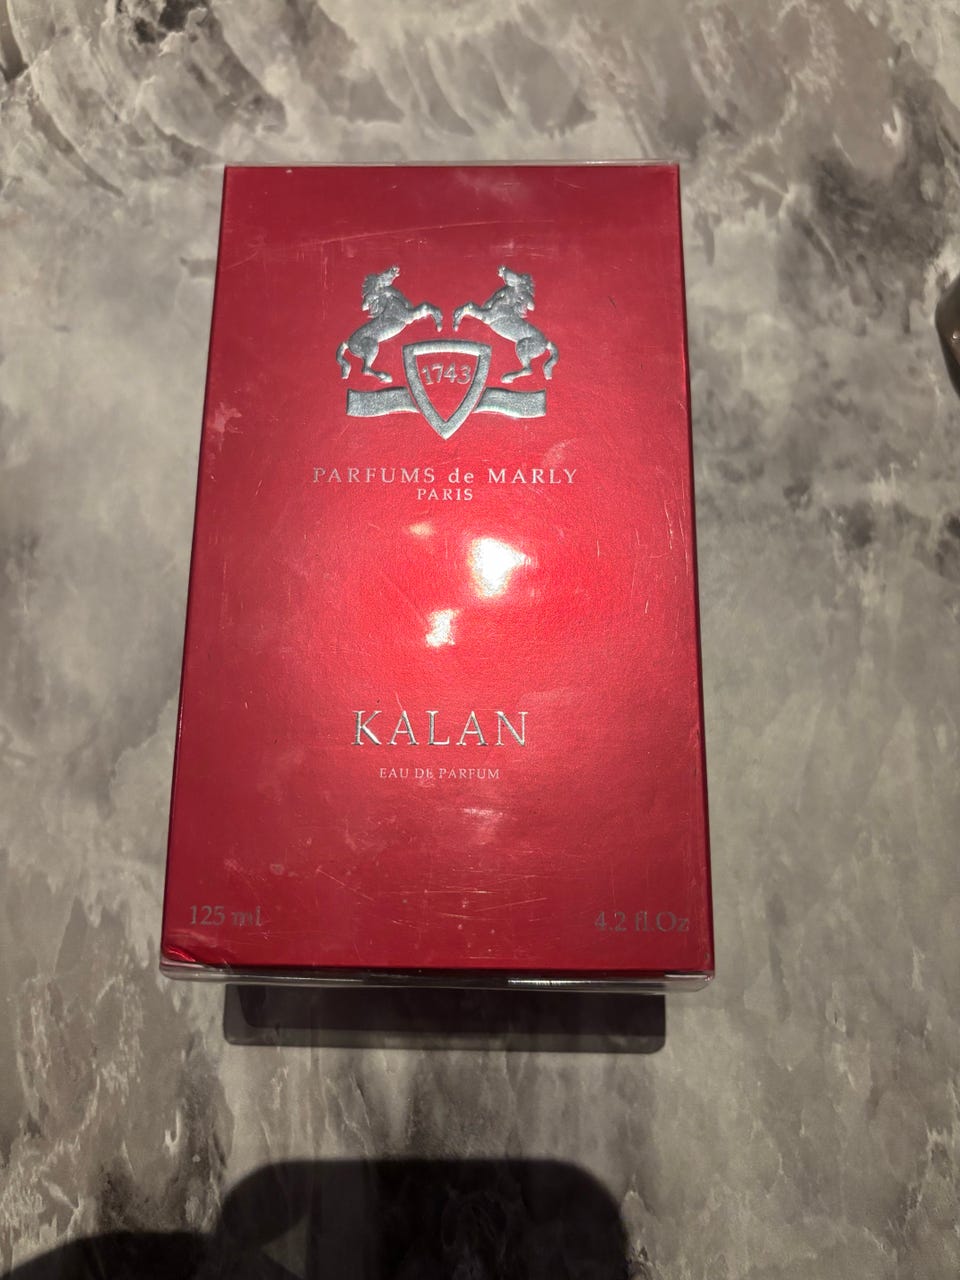 1743
PARFUMS de MARLY
PARIS
KALAN
EAU DE PARFUM
125 ml
4.2 fl.Oz